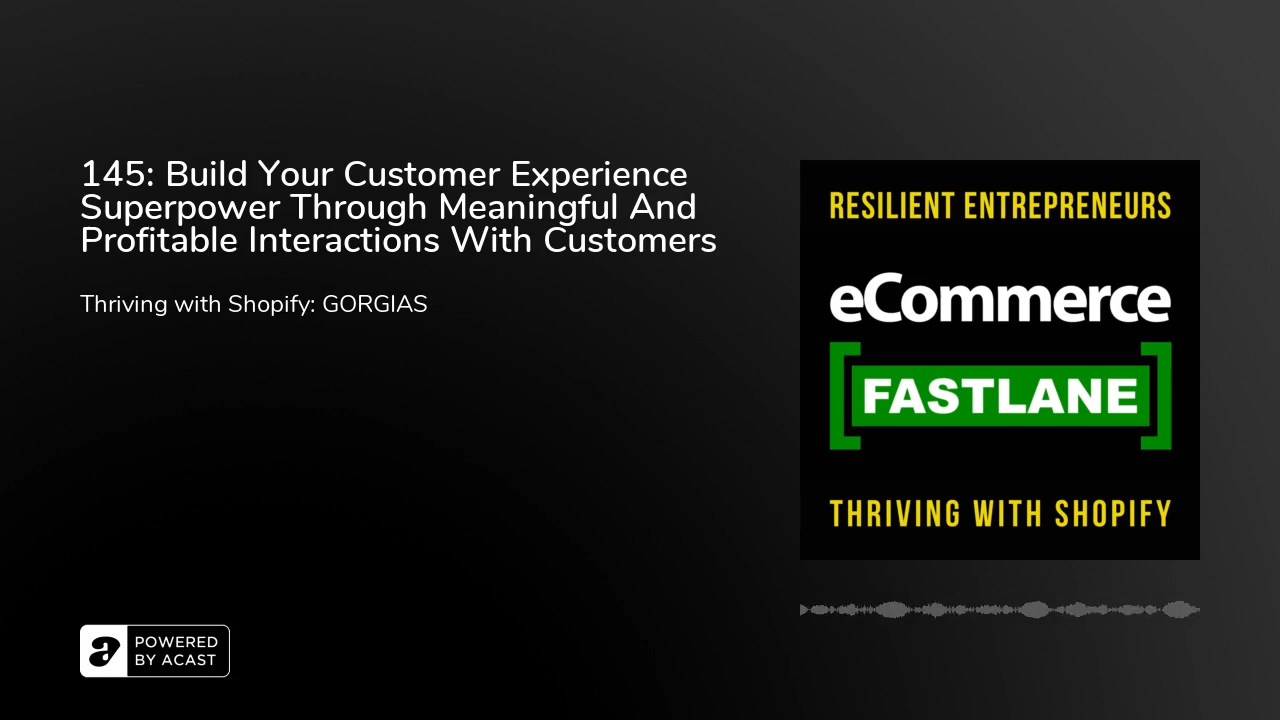 145: Build Your Customer Experience
Superpower Through Meaningful And
Profitable Interactions With Customers
Thriving with Shopify: GORGIAS
RESILIENT ENTREPRENEURS
eCommerce
FASTLANE
THRIVING WITH SHOPIFY
POWERED
BY ACAST